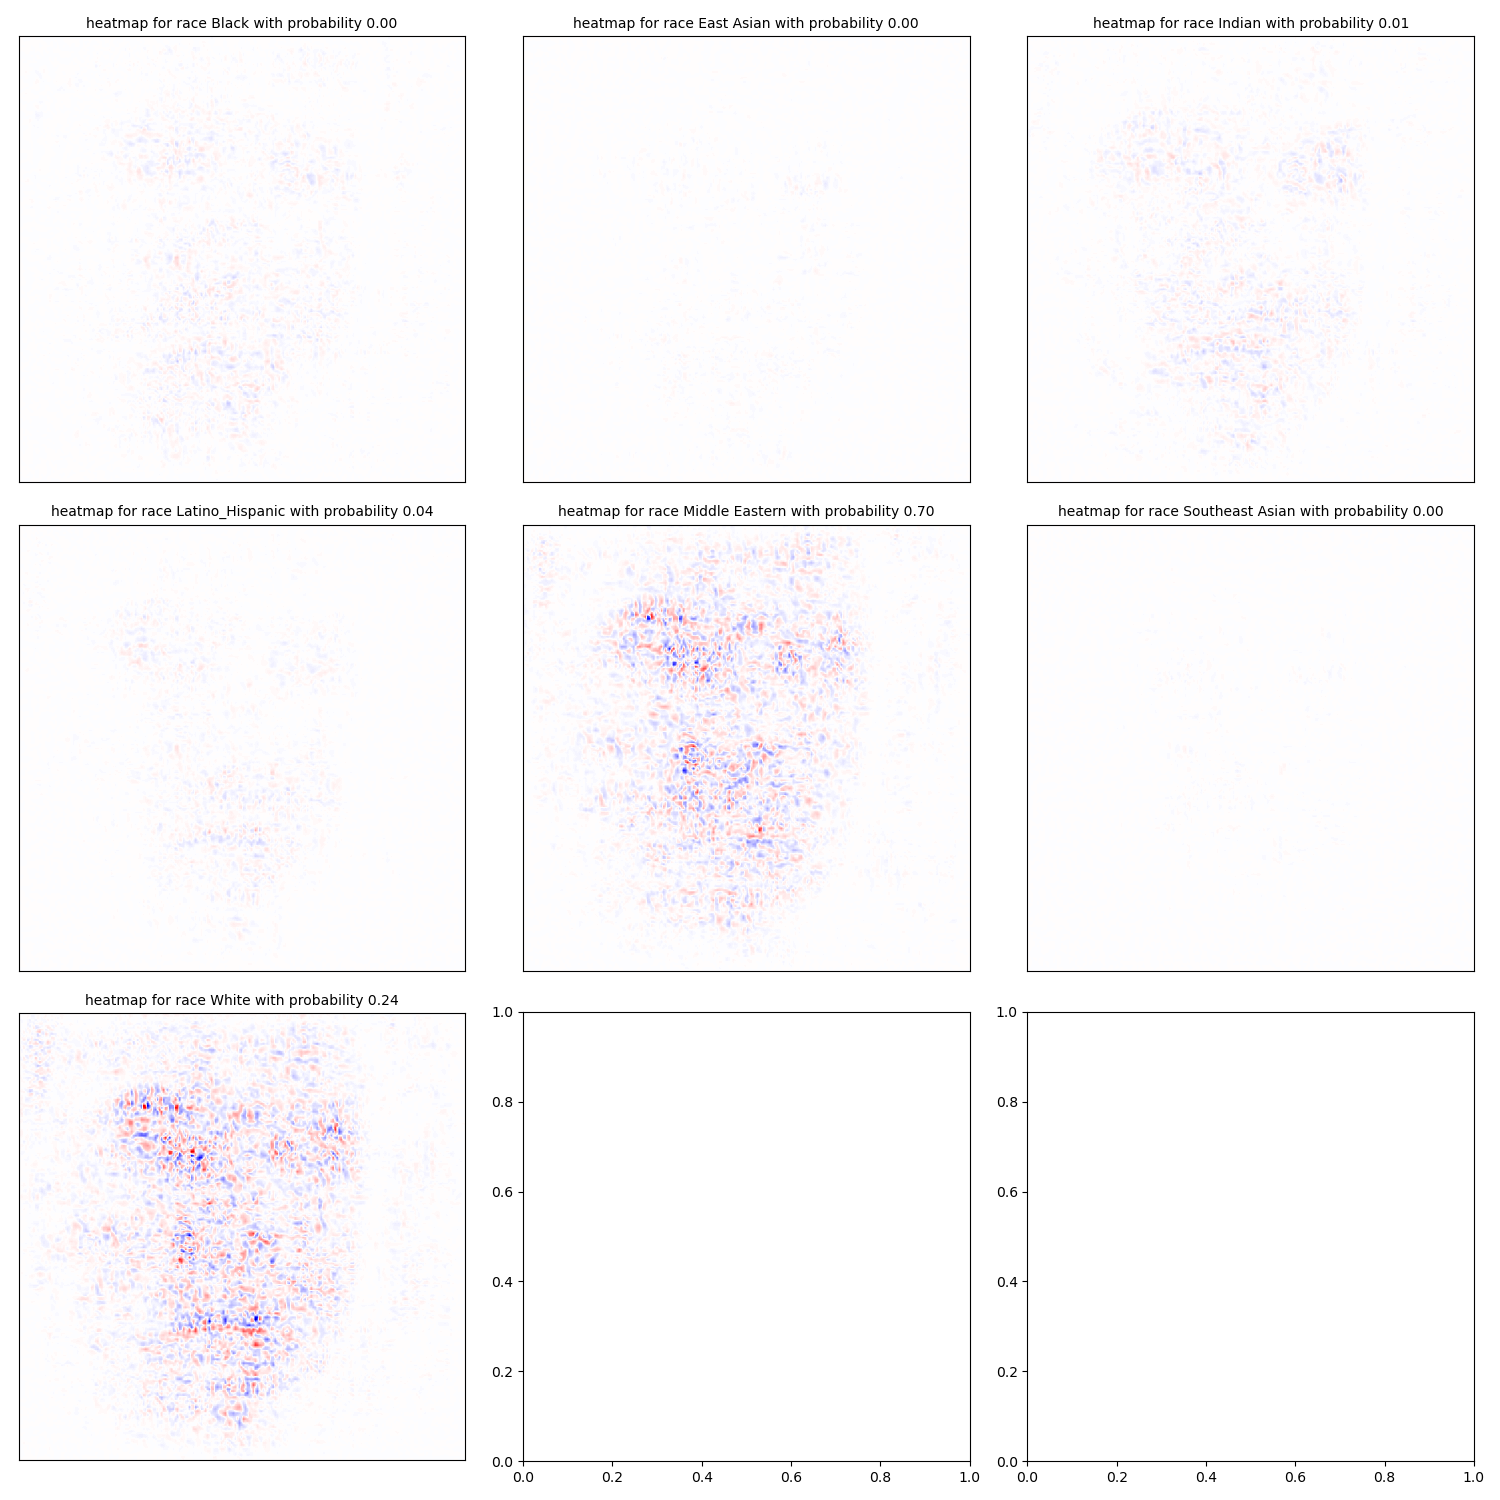 heatmap for race Black with probability 0.00
heatmap for race East Asian with probability 0.00
heatmap for race Indian with probability 0.01
heatmap for race Latino_Hispanic with probability 0.04
heatmap for race Middle Eastern with probability 0.70
heatmap for race Southeast Asian with probability 0.00
heatmap for race White with probability 0.24
1.0
0.8
0.6
0.4
0.2
0.0
0.0 0.2 0.4 0.6 0.8 1.0
1.0
0.8
0.6
0.4
0.2
0.0
0.0 0.2 0.4 0.6 0.8 1.0